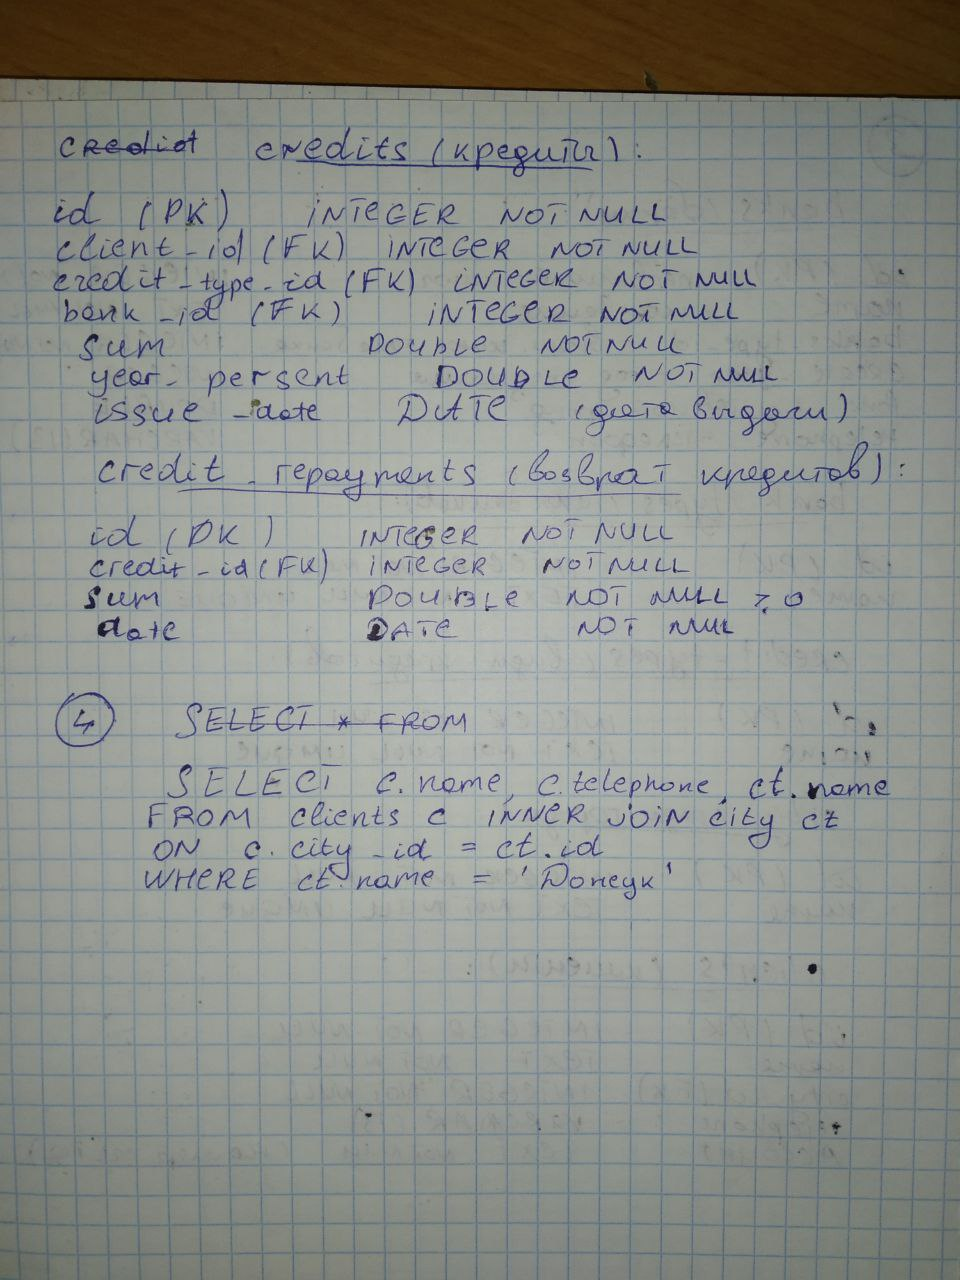 credit credits (кредиты):
id (PK) INTEGER NOT NULL
client_id (FK) INTEGER NOT NULL
credit_type_id (FK) INTEGER NOT NULL
bank_id (FK) INTEGER NOT NULL
sum DOUBLE NOT NULL
year_persent DOUBLE NOT NULL
issue_date DATE (дата выдачи)
credit_repayments (возврат кредитов):
id (PK) INTEGER NOT NULL
credit_id (FK) INTEGER NOT NULL
sum DOUBLE NOT NULL ≥ 0
date DATE NOT NULL
4 SELECT * FROM
SELECT c.name, c.telephone, ct.name
FROM clients c INNER JOIN city ct
ON c.city_id = ct.id
WHERE ct.name = 'Донецк'